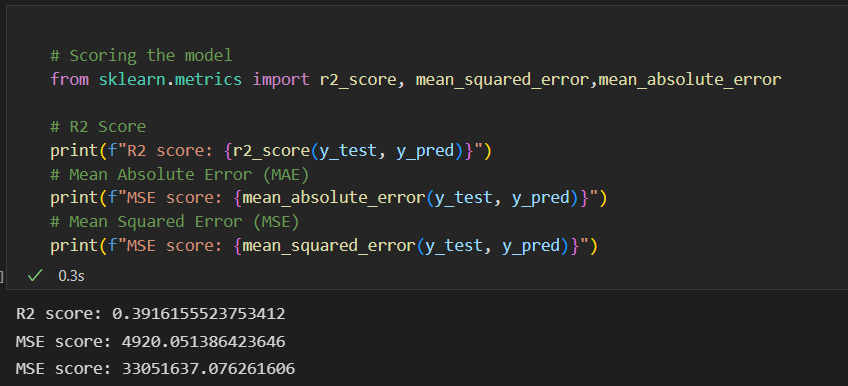 # Scoring the model
from sklearn.metrics import r2_score, mean_squared_error,mean_absolute_error
# R2 Score
print(f"R2 score: {r2_score(y_test, y_pred)}")
# Mean Absolute Error (MAE)
print(f"MSE score: {mean_absolute_error(y_test, y_pred)}")
# Mean Squared Error (MSE)
print(f"MSE score: {mean_squared_error(y_test, y_pred)}")
] ✓ 0.3s
R2 score: 0.3916155523753412
MSE score: 4920.051386423646
MSE score: 33051637.076261606